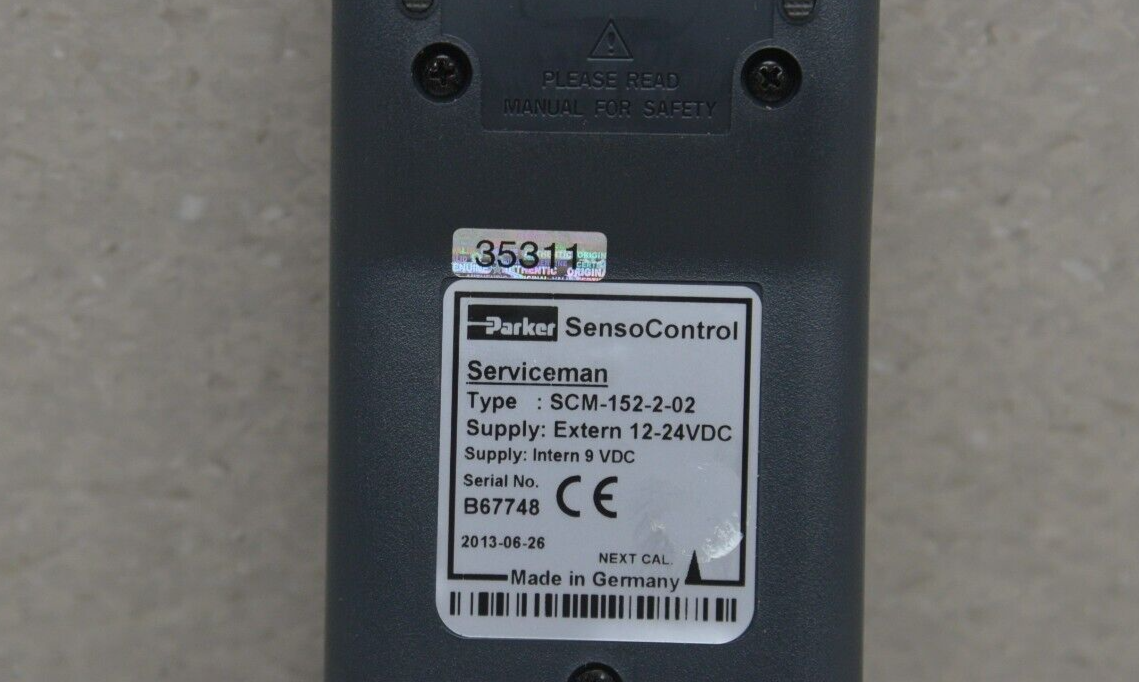 PLEASE READ
MANUAL FOR SAFETY
35311
Parker SensoControl
Serviceman
Type : SCM-152-2-02
Supply: Extern 12-24VDC
Supply: Intern 9 VDC
Serial No.
B67748
CE
2013-06-26
NEXT CAL.
Made in Germany